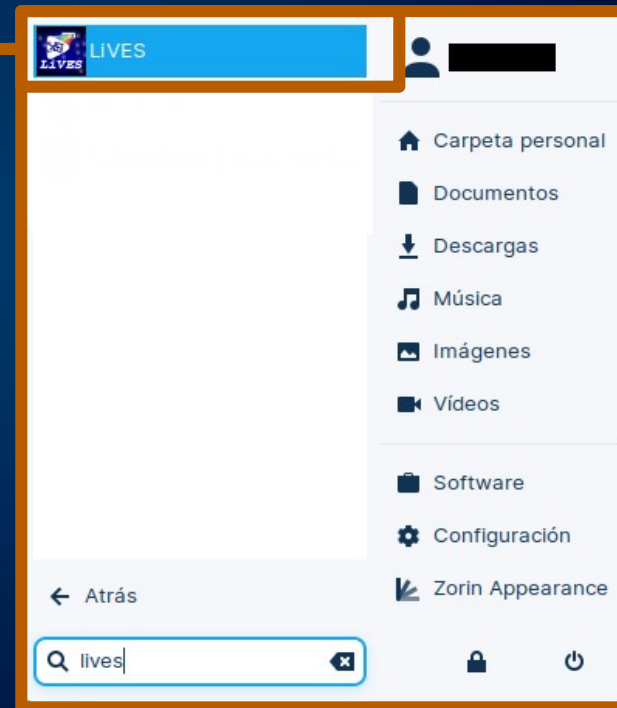 LiVES
LiVES
Carpeta personal
Documentos
Descargas
Música
Imágenes
Vídeos
Software
Configuración
Zorin Appearance
Atrás
lives